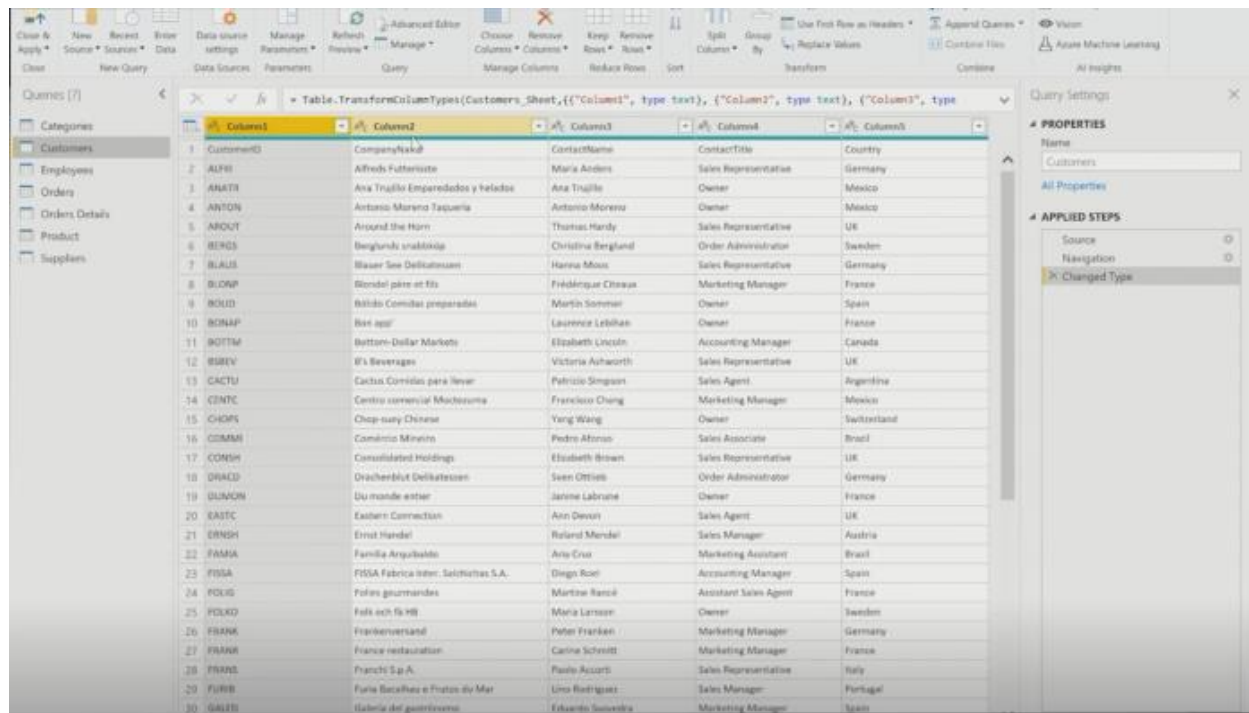 Close & Apply
New Source
Recent Sources
Enter Data
Data source settings
Manage Parameters
Refresh Preview
Advanced Editor
Manage
Choose Columns
Remove Columns
Keep Rows
Remove Rows
Split Column
Group By
Use First Row as Headers
Replace Values
Append Queries
Combine Files
Vision
Azure Machine Learning
Close
New Query
Data Sources
Parameters
Query
Manage Columns
Reduce Rows
Sort
Transform
Combine
AI Insights
Queries [7]
Categories
Customers
Employees
Orders
Orders Details
Product
Suppliers
= Table.TransformColumnTypes(Customers_Sheet,{{"Column1", type text}, {"Column2", type text}, {"Column3", type
Column1 Column2 Column3 Column4 Column5
1 CustomerID CompanyName ContactName ContactTitle Country
2 ALFKI Alfreds Futterkiste Maria Anders Sales Representative Germany
3 ANATR Ana Trujillo Emparedados y helados Ana Trujillo Owner Mexico
4 ANTON Antonio Moreno Taquería Antonio Moreno Owner Mexico
5 AROUT Around the Horn Thomas Hardy Sales Representative UK
6 BERGS Berglunds snabbköp Christina Berglund Order Administrator Sweden
7 BLAUS Blauer See Delikatessen Hanna Moos Sales Representative Germany
8 BLONP Blondel père et fils Frédérique Citeaux Marketing Manager France
9 BOLID Bólido Comidas preparadas Martín Sommer Owner Spain
10 BONAP Bon app' Laurence Lebihan Owner France
11 BOTTM Bottom-Dollar Markets Elizabeth Lincoln Accounting Manager Canada
12 BSBEV B's Beverages Victoria Ashworth Sales Representative UK
13 CACTU Cactus Comidas para llevar Patricio Simpson Sales Agent Argentina
14 CENTC Centro comercial Moctezuma Francisco Chang Marketing Manager Mexico
15 CHOPS Chop-suey Chinese Yang Wang Owner Switzerland
16 COMMI Comércio Mineiro Pedro Afonso Sales Associate Brazil
17 CONSH Consolidated Holdings Elizabeth Brown Sales Representative UK
18 DRACD Drachenblut Delikatessen Sven Ottlieb Order Administrator Germany
19 DUMON Du monde entier Janine Labrune Owner France
20 EASTC Eastern Connection Ann Devon Sales Agent UK
21 ERNSH Ernst Handel Roland Mendel Sales Manager Austria
22 FAMIA Familia Arquibaldo Aria Cruz Marketing Assistant Brazil
23 FISSA FISSA Fabrica Inter. Salchichas S.A. Diego Roel Accounting Manager Spain
24 FOLIG Folies gourmandes Martine Rancé Assistant Sales Agent France
25 FOLKO Folk och fä HB Maria Larsson Owner Sweden
26 FRANK Frankenversand Peter Franken Marketing Manager Germany
27 FRANR France restauration Carine Schmitt Marketing Manager France
28 FRANS Franchi S.p.A. Paolo Accorti Sales Representative Italy
29 FURIB Furia Bacalhau e Frutos do Mar Lino Rodriguez Sales Manager Portugal
30 GALED Galería del gastrónomo Eduardo Saavedra Marketing Manager Spain
Query Settings
PROPERTIES
Name
Customers
All Properties
APPLIED STEPS
Source
Navigation
Changed Type